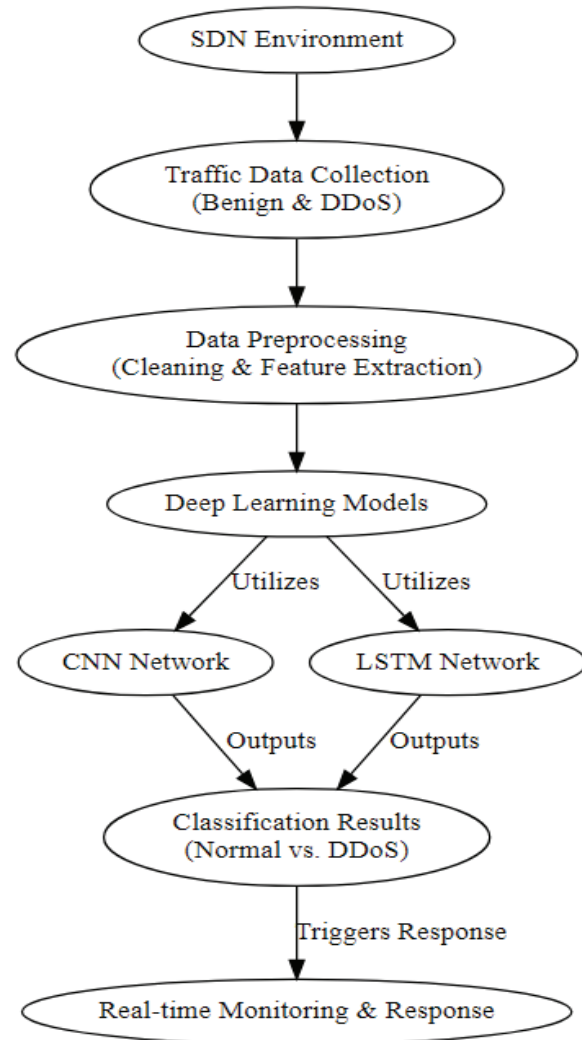 SDN Environment
Traffic Data Collection
(Benign & DDoS)
Data Preprocessing
(Cleaning & Feature Extraction)
Deep Learning Models
Utilizes
Utilizes
CNN Network
LSTM Network
Outputs
Outputs
Classification Results
(Normal vs. DDoS)
Triggers Response
Real-time Monitoring & Response